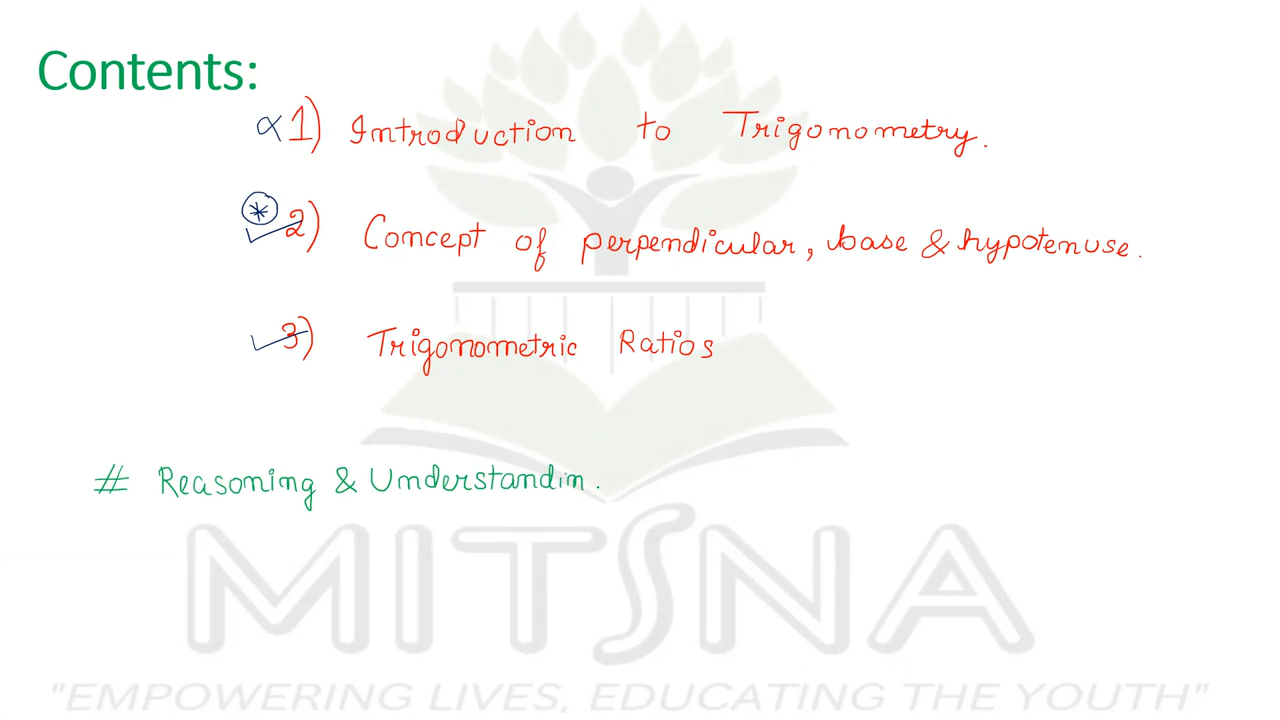 Contents:
∝ 1) Introduction to Trigonometry.
* 2) Concept of perpendicular, base & hypotenuse.
3) Trigonometric Ratios
# Reasoning & Understandin.
MITSNA
"EMPOWERING LIVES, EDUCATING THE YOUTH"